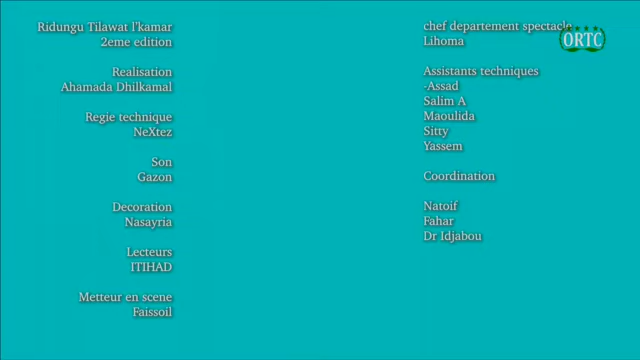 Ridungu Tilawat l'kamar
2eme edition
Realisation
Ahamada Dhilkamal
Regie technique
NeXtez
Son
Gazon
Decoration
Nasayria
Lecteurs
ITIHAD
Metteur en scene
Faissoil
chef departement spectacle
Lihoma
Assistants techniques
-Assad
Salim A
Maoulida
Sitty
Yassem
Coordination
Natoif
Fahar
Dr Idjabou
ORTC